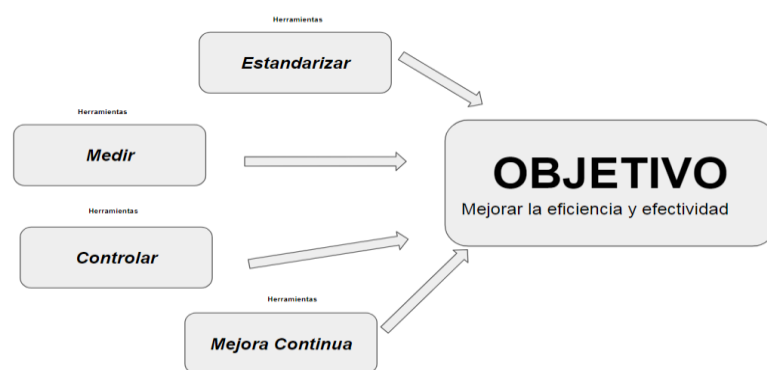 Herramientas
Estandarizar
Herramientas
Medir
Herramientas
Controlar
Herramientas
Mejora Continua
OBJETIVO
Mejorar la eficiencia y efectividad